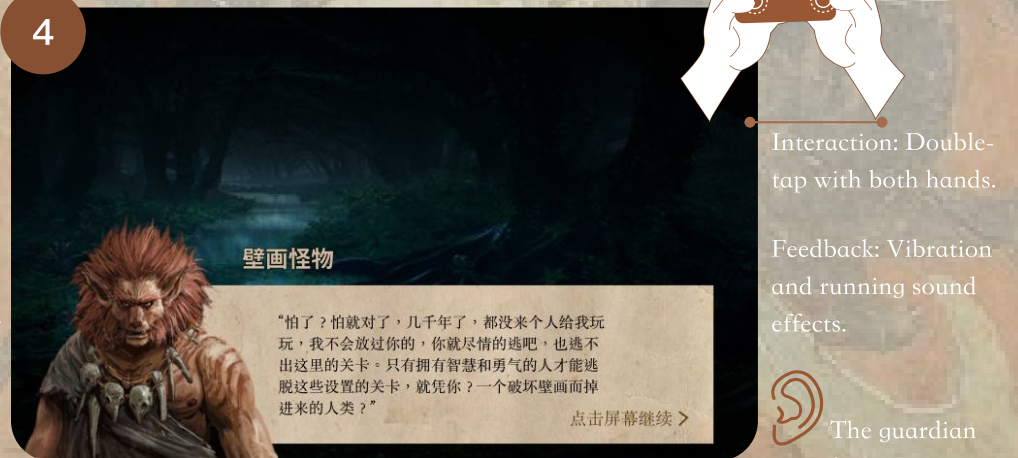 4
壁画怪物
“怕了？怕就对了，几千年了，都没来个人给我玩
玩，我不会放过你的，你就尽情的逃吧，也逃不
出这里的关卡。只有拥有智慧和勇气的人才能逃
脱这些设置的关卡，就凭你？一个破坏壁画而掉
进来的人类？”
点击屏幕继续
Interaction: Double-
tap with both hands.
Feedback: Vibration
and running sound
effects.
The guardian